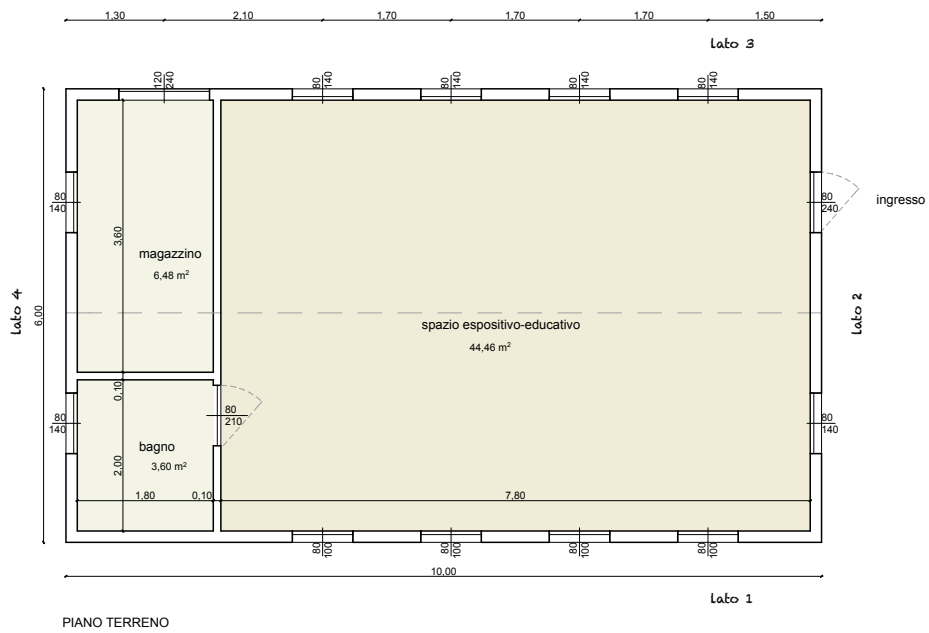 1,30 2,10 1,70 1,70 1,70 1,50
lato 3
120 240 80 140 80 140 80 140 80 140
80
140
80
240
ingresso
3,60
magazzino
6,48 m²
lato 4
6,00
lato 2
spazio espositivo-educativo
44,46 m²
0,10
80
210
80
140
80
140
bagno
3,60 m²
2,00
1,80 0,10 7,80
80 100 80 100 80 100 80 100
10,00
lato 1
PIANO TERRENO